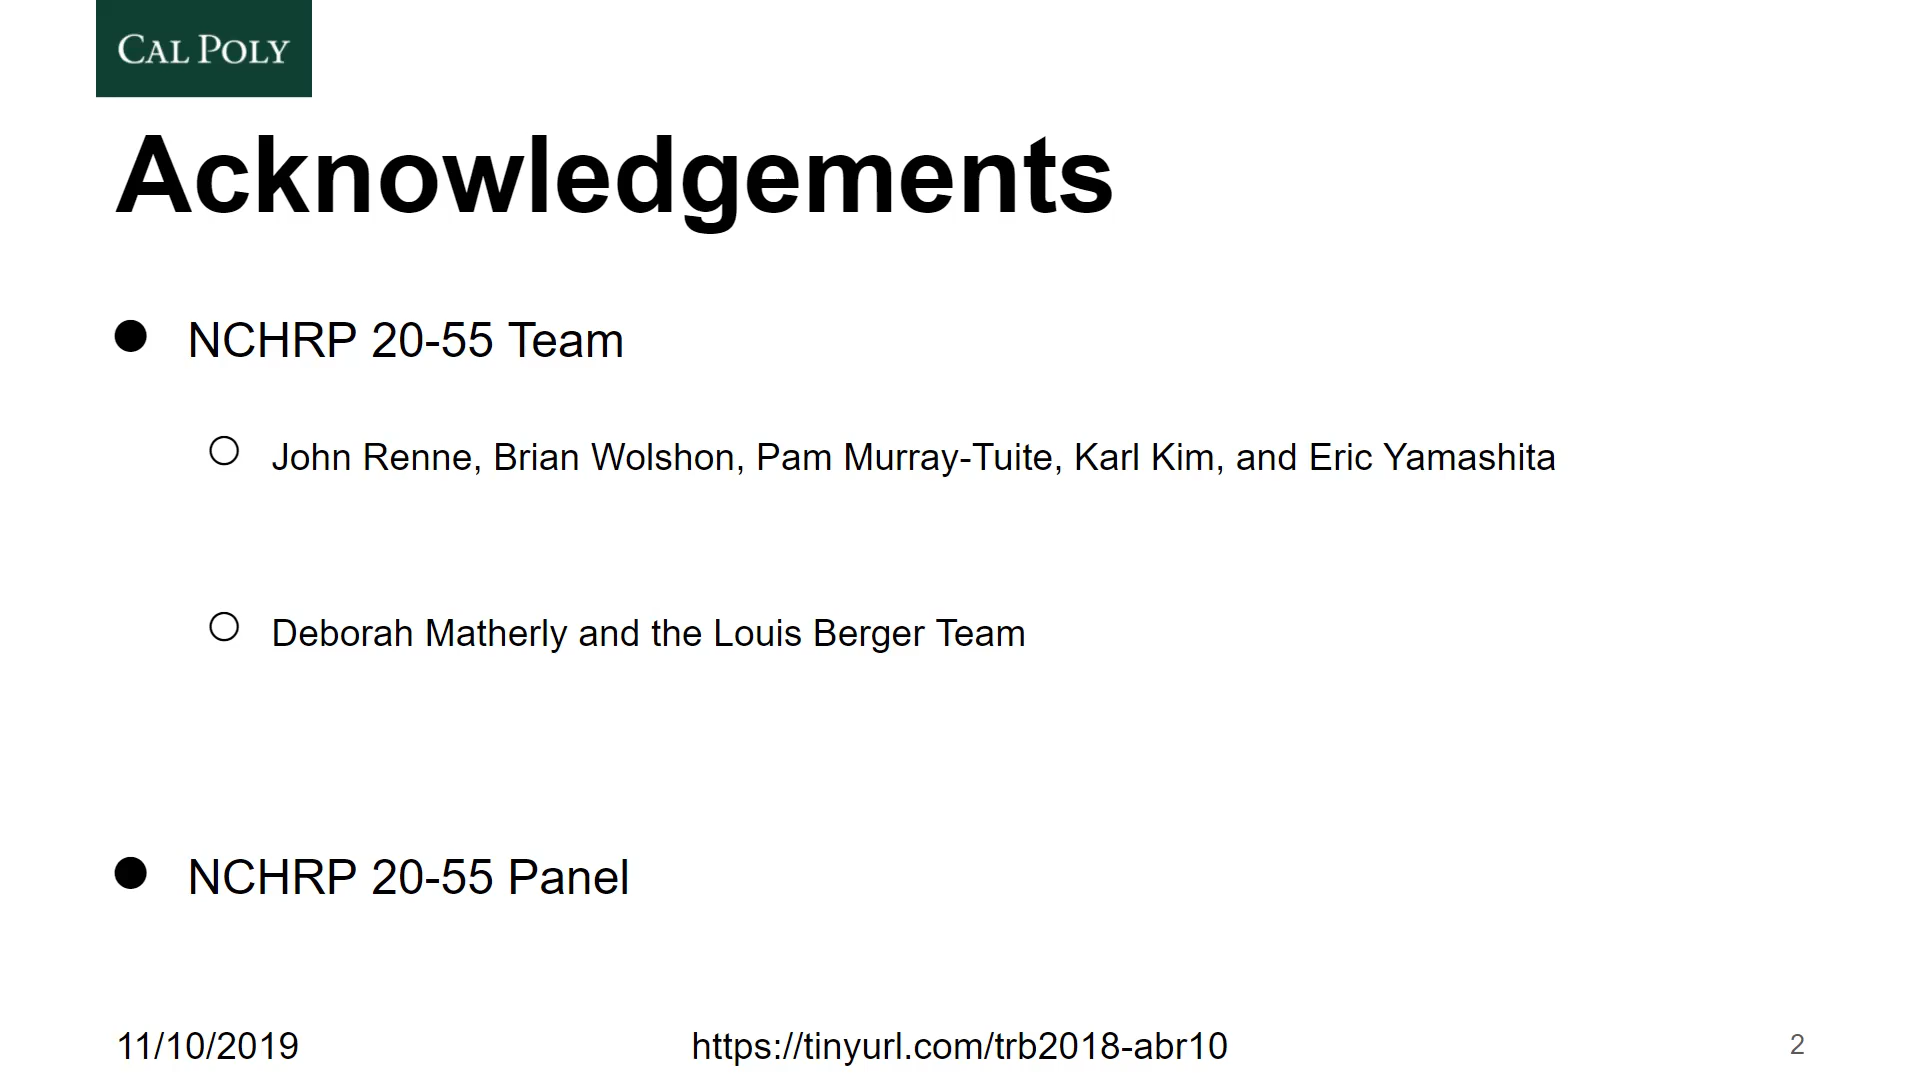 CAL POLY
Acknowledgements
● NCHRP 20-55 Team
○ John Renne, Brian Wolshon, Pam Murray-Tuite, Karl Kim, and Eric Yamashita
○ Deborah Matherly and the Louis Berger Team
● NCHRP 20-55 Panel
11/10/2019
https://tinyurl.com/trb2018-abr10
2